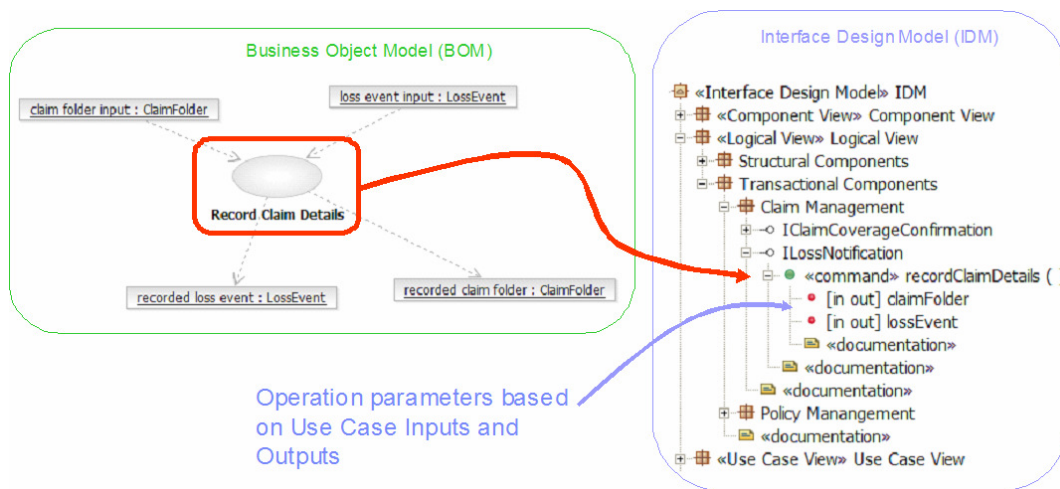 Business Object Model (BOM)
claim folder input : ClaimFolder
loss event input : LossEvent
Record Claim Details
recorded loss event : LossEvent
recorded claim folder : ClaimFolder
Operation parameters based
on Use Case Inputs and
Outputs
Interface Design Model (IDM)
«Interface Design Model» IDM
«Component View» Component View
«Logical View» Logical View
Structural Components
Transactional Components
Claim Management
IClaimCoverageConfirmation
ILossNotification
«command» recordClaimDetails ( )
[in out] claimFolder
[in out] lossEvent
«documentation»
«documentation»
«documentation»
Policy Manangement
«documentation»
«Use Case View» Use Case View